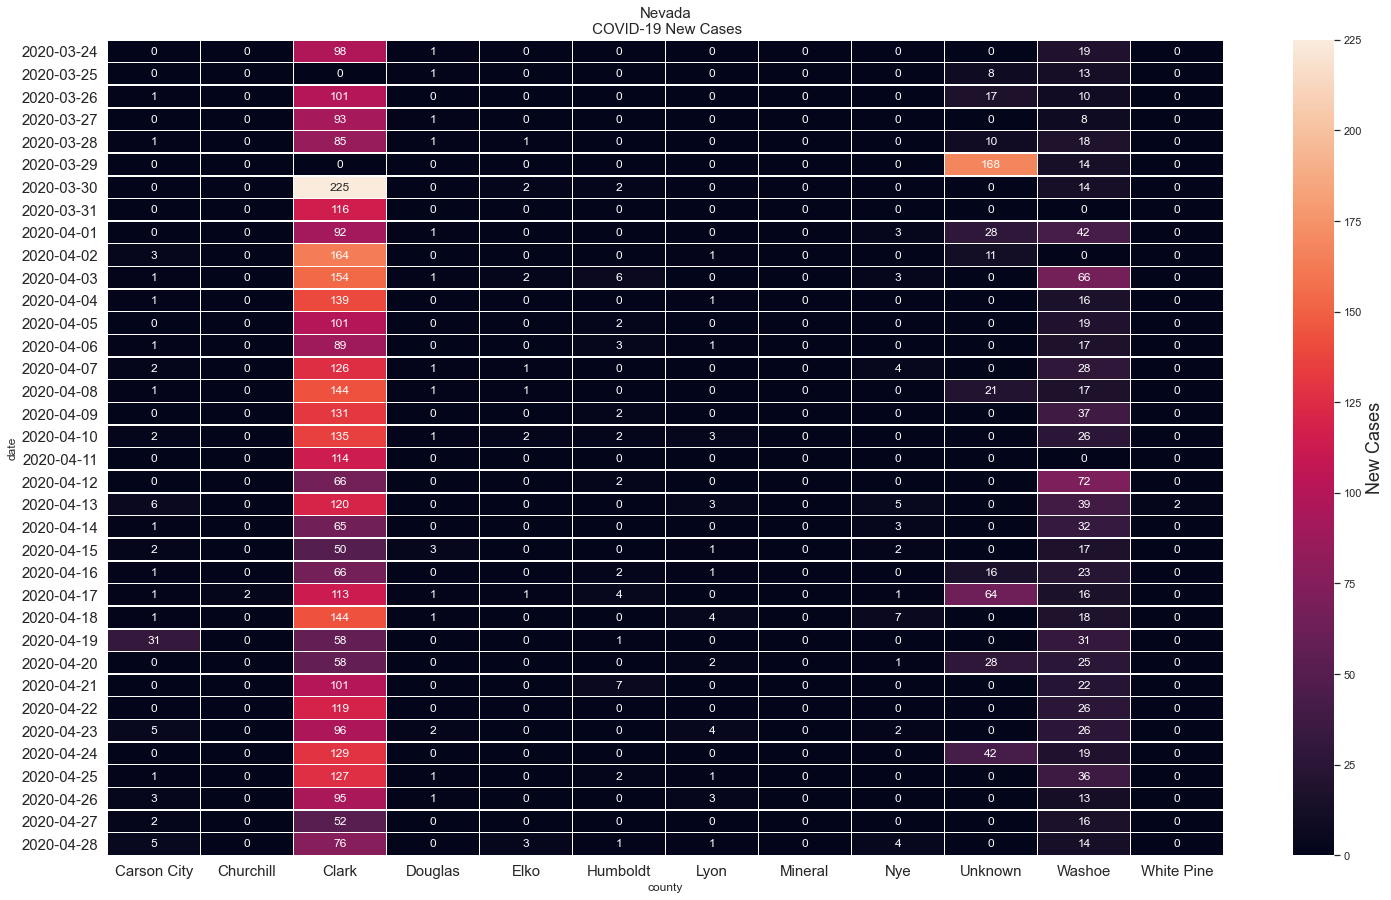 Nevada
COVID-19 New Cases
2020-03-24 0 0 98 1 0 0 0 0 0 0 19 0
2020-03-25 0 0 0 1 0 0 0 0 0 8 13 0
2020-03-26 1 0 101 0 0 0 0 0 0 17 10 0
2020-03-27 0 0 93 1 0 0 0 0 0 0 8 0
2020-03-28 1 0 85 1 1 0 0 0 0 10 18 0
2020-03-29 0 0 0 0 0 0 0 0 0 168 14 0
2020-03-30 0 0 225 0 2 2 0 0 0 0 14 0
2020-03-31 0 0 116 0 0 0 0 0 0 0 0 0
2020-04-01 0 0 92 1 0 0 0 0 3 28 42 0
2020-04-02 3 0 164 0 0 0 1 0 0 11 0 0
2020-04-03 1 0 154 1 2 6 0 0 3 0 66 0
2020-04-04 1 0 139 0 0 0 1 0 0 0 16 0
2020-04-05 0 0 101 0 0 2 0 0 0 0 19 0
2020-04-06 1 0 89 0 0 3 1 0 0 0 17 0
2020-04-07 2 0 126 1 1 0 0 0 4 0 28 0
2020-04-08 1 0 144 1 1 0 0 0 0 21 17 0
2020-04-09 0 0 131 0 0 2 0 0 0 0 37 0
2020-04-10 2 0 135 1 2 2 3 0 0 0 26 0
2020-04-11 0 0 114 0 0 0 0 0 0 0 0 0
2020-04-12 0 0 66 0 0 2 0 0 0 0 72 0
2020-04-13 6 0 120 0 0 0 3 0 5 0 39 2
2020-04-14 1 0 65 0 0 0 0 0 3 0 32 0
2020-04-15 2 0 50 3 0 0 1 0 2 0 17 0
2020-04-16 1 0 66 0 0 2 1 0 0 16 23 0
2020-04-17 1 2 113 1 1 4 0 0 1 64 16 0
2020-04-18 1 0 144 1 0 0 4 0 7 0 18 0
2020-04-19 31 0 58 0 0 1 0 0 0 0 31 0
2020-04-20 0 0 58 0 0 0 2 0 1 28 25 0
2020-04-21 0 0 101 0 0 7 0 0 0 0 22 0
2020-04-22 0 0 119 0 0 0 0 0 0 0 26 0
2020-04-23 5 0 96 2 0 0 4 0 2 0 26 0
2020-04-24 0 0 129 0 0 0 0 0 0 42 19 0
2020-04-25 1 0 127 1 0 2 1 0 0 0 36 0
2020-04-26 3 0 95 1 0 0 3 0 0 0 13 0
2020-04-27 2 0 52 0 0 0 0 0 0 0 16 0
2020-04-28 5 0 76 0 3 1 1 0 4 0 14 0
Carson City Churchill Clark Douglas Elko Humboldt Lyon Mineral Nye Unknown Washoe White Pine
county
date
225
200
175
150
125
100
75
50
25
0
New Cases